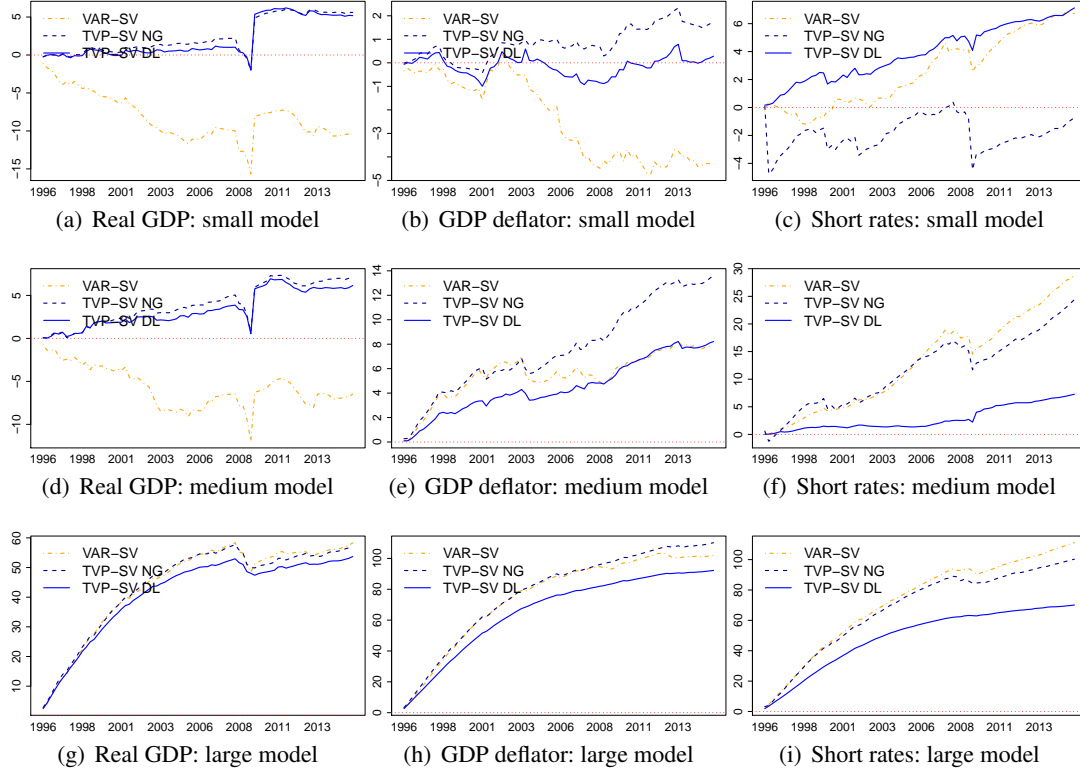 VAR−SV
TVP−SV NG
TVP−SV DL
5
0
−5
−10
−15
1996 1998 2001 2003 2006 2008 2011 2013
(a) Real GDP: small model
VAR−SV
TVP−SV NG
TVP−SV DL
2
1
0
−1
−3
−5
1996 1998 2001 2003 2006 2008 2011 2013
(b) GDP deflator: small model
VAR−SV
TVP−SV NG
TVP−SV DL
6
4
2
0
−2
−4
1996 1998 2001 2003 2006 2008 2011 2013
(c) Short rates: small model
VAR−SV
TVP−SV NG
TVP−SV DL
5
0
−5
−10
1996 1998 2001 2003 2006 2008 2011 2013
(d) Real GDP: medium model
VAR−SV
TVP−SV NG
TVP−SV DL
14
12
10
8
6
4
2
0
1996 1998 2001 2003 2006 2008 2011 2013
(e) GDP deflator: medium model
VAR−SV
TVP−SV NG
TVP−SV DL
30
25
20
15
10
5
0
1996 1998 2001 2003 2006 2008 2011 2013
(f) Short rates: medium model
VAR−SV
TVP−SV NG
TVP−SV DL
60
50
40
30
20
10
1996 1998 2001 2003 2006 2008 2011 2013
(g) Real GDP: large model
VAR−SV
TVP−SV NG
TVP−SV DL
100
80
60
40
20
0
1996 1998 2001 2003 2006 2008 2011 2013
(h) GDP deflator: large model
VAR−SV
TVP−SV NG
TVP−SV DL
100
80
60
40
20
0
1996 1998 2001 2003 2006 2008 2011 2013
(i) Short rates: large model